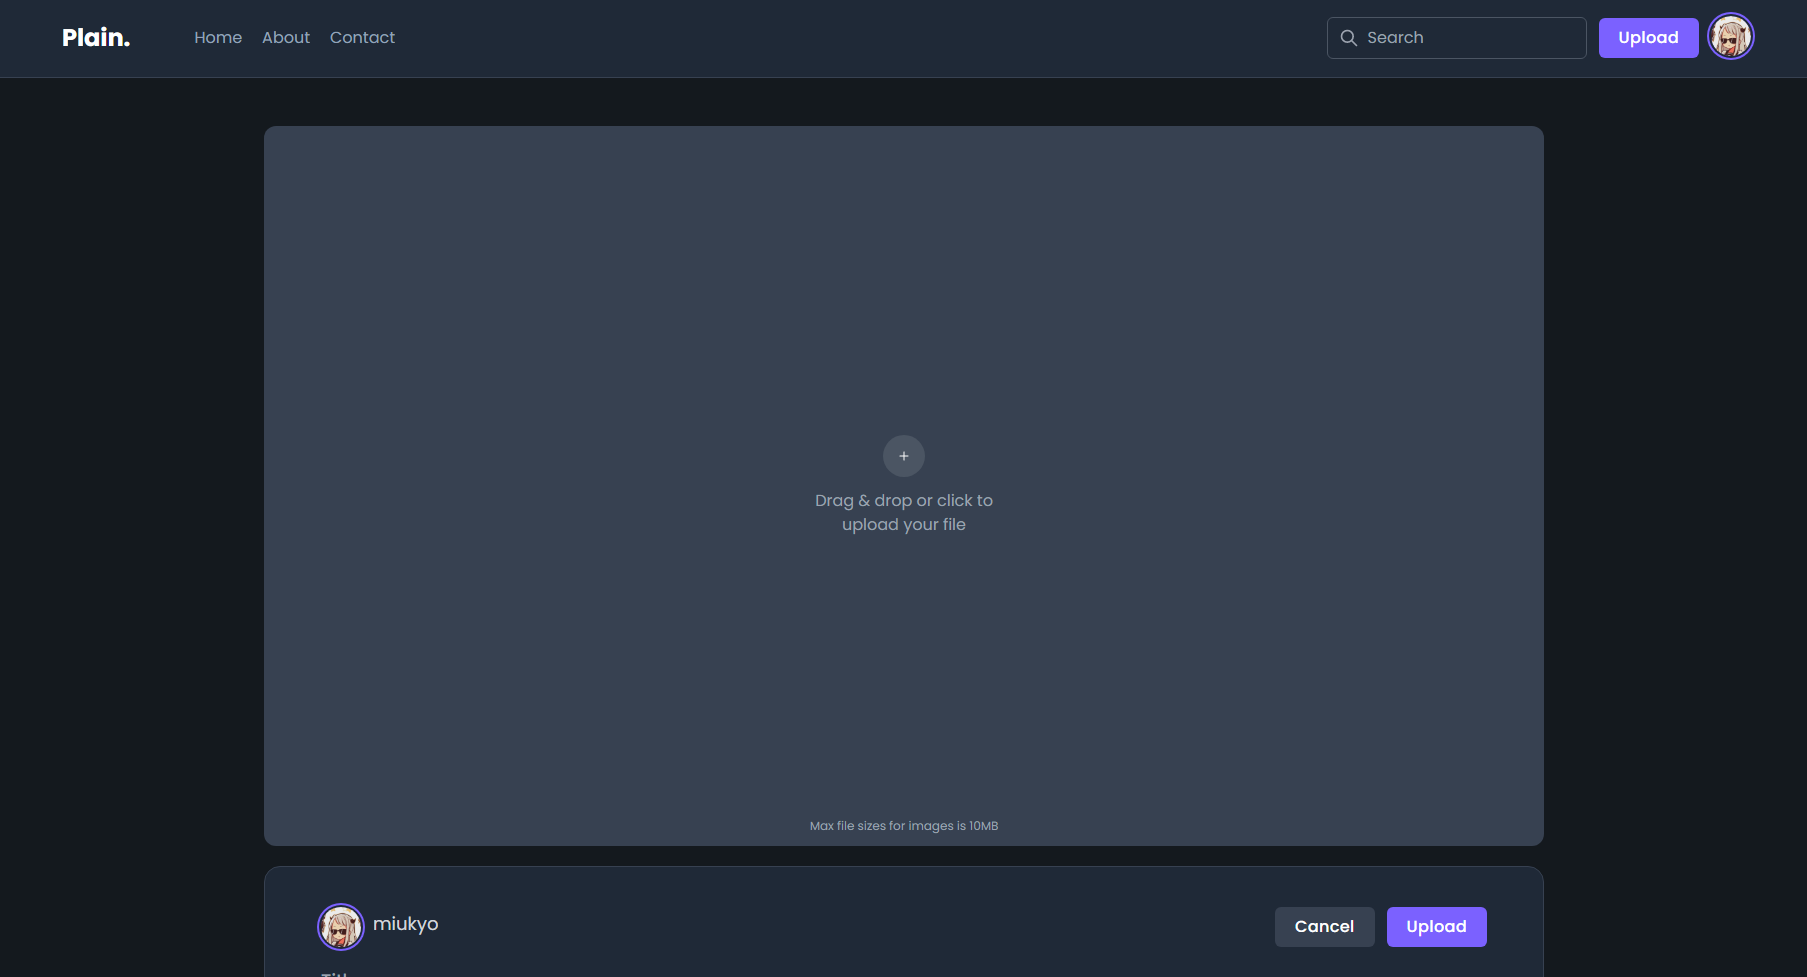 Plain.
Home About Contact
Search
Upload
Drag & drop or click to
upload your file
Max file sizes for images is 10MB
miukyo
Cancel
Upload